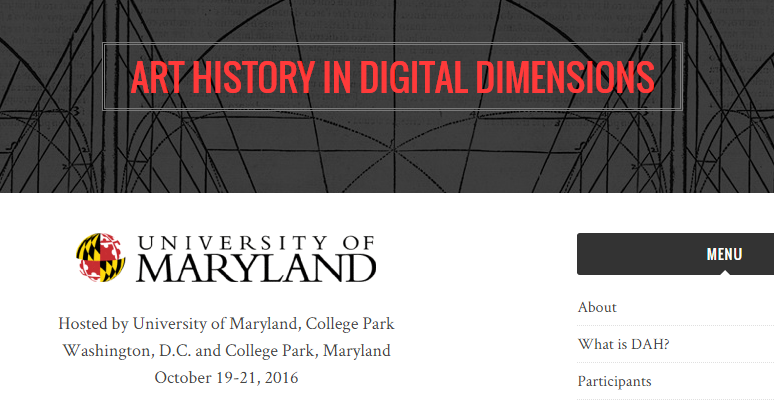 ART HISTORY IN DIGITAL DIMENSIONS
UNIVERSITY OF
MARYLAND
Hosted by University of Maryland, College Park
Washington, D.C. and College Park, Maryland
October 19-21, 2016
MENU
About
What is DAH?
Participants